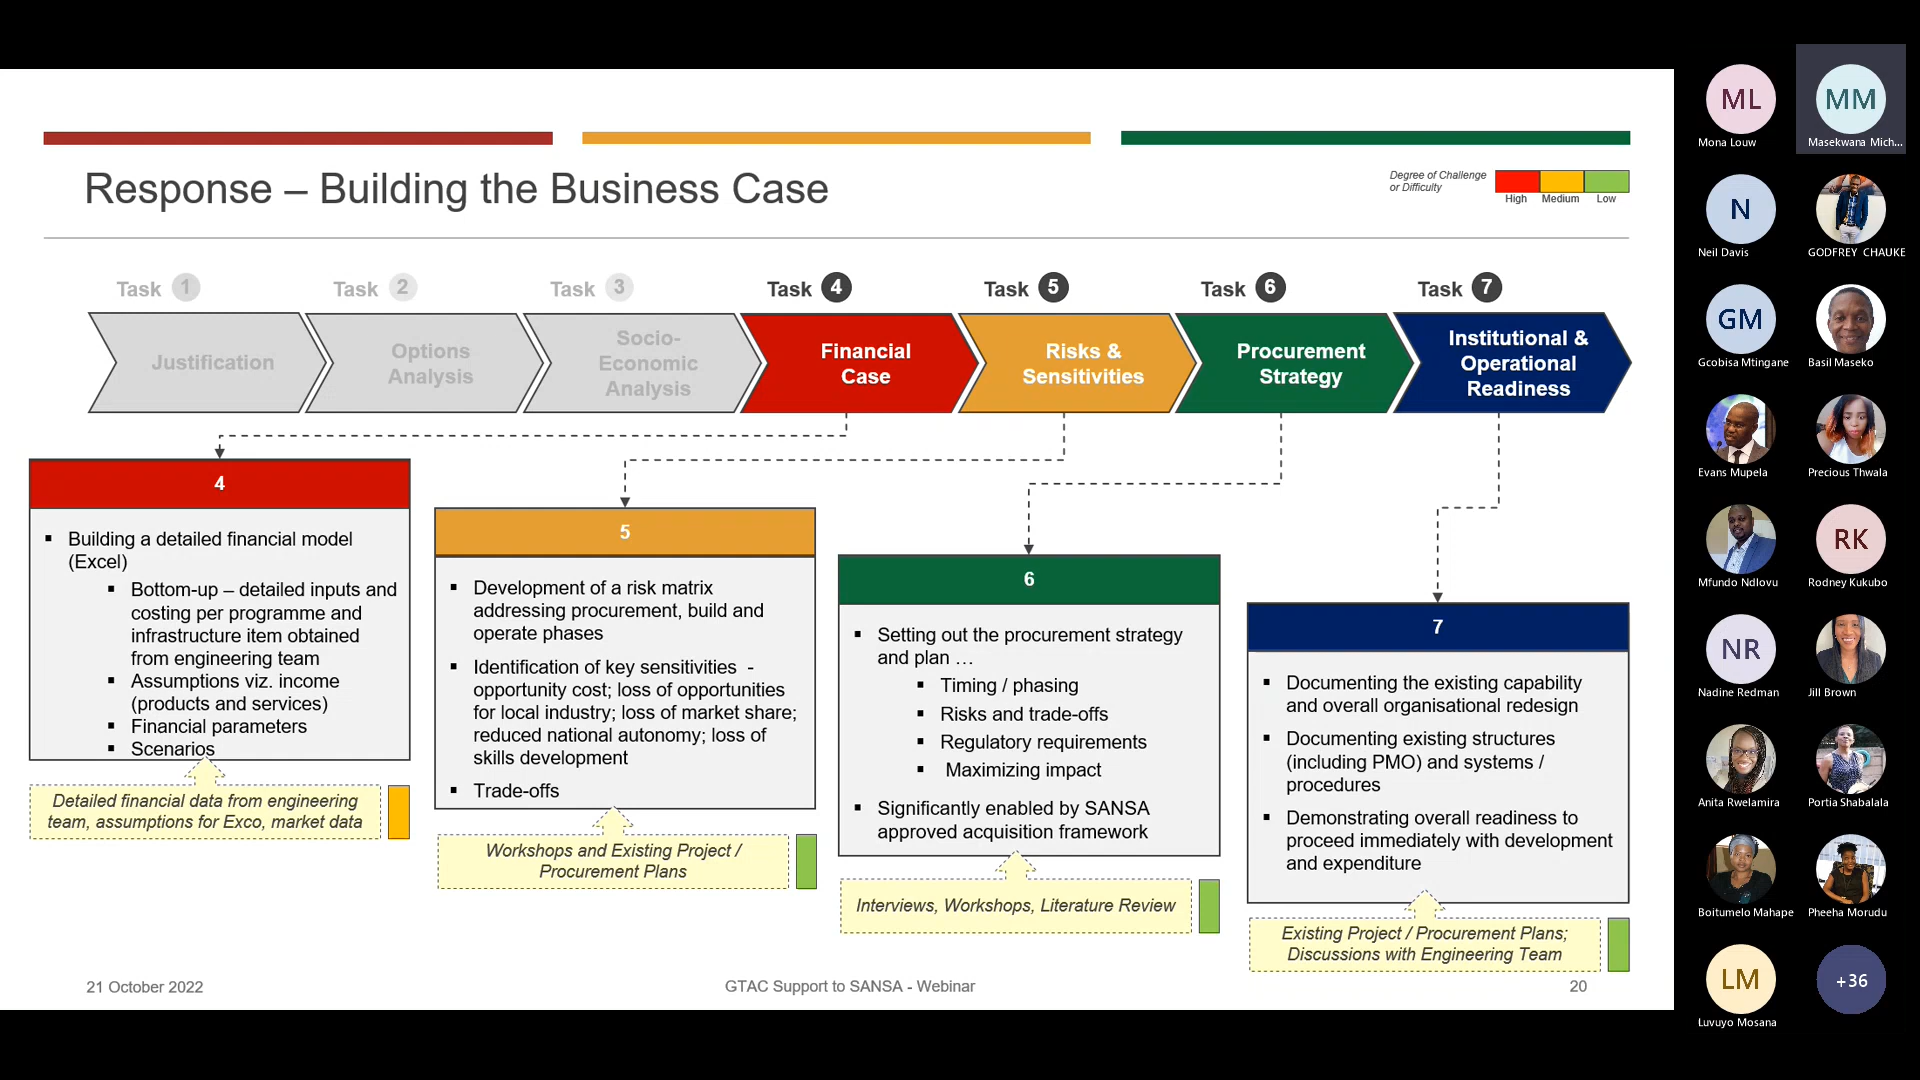 Response – Building the Business Case
Degree of Challenge
or Difficulty
High Medium Low
Task 1
Task 2
Task 3
Task 4
Task 5
Task 6
Task 7
Justification
Options
Analysis
Socio-
Economic
Analysis
Financial
Case
Risks &
Sensitivities
Procurement
Strategy
Institutional &
Operational
Readiness
4
▪ Building a detailed financial model
(Excel)
▪ Bottom-up – detailed inputs and
costing per programme and
infrastructure item obtained
from engineering team
▪ Assumptions viz. income
(products and services)
▪ Financial parameters
▪ Scenarios
Detailed financial data from engineering
team, assumptions for Exco, market data
5
▪ Development of a risk matrix
addressing procurement, build and
operate phases
▪ Identification of key sensitivities -
opportunity cost; loss of opportunities
for local industry; loss of market share;
reduced national autonomy; loss of
skills development
▪ Trade-offs
Workshops and Existing Project /
Procurement Plans
6
▪ Setting out the procurement strategy
and plan …
▪ Timing / phasing
▪ Risks and trade-offs
▪ Regulatory requirements
▪ Maximizing impact
▪ Significantly enabled by SANSA
approved acquisition framework
Interviews, Workshops, Literature Review
7
▪ Documenting the existing capability
and overall organisational redesign
▪ Documenting existing structures
(including PMO) and systems /
procedures
▪ Demonstrating overall readiness to
proceed immediately with development
and expenditure
Existing Project / Procurement Plans;
Discussions with Engineering Team
21 October 2022
GTAC Support to SANSA - Webinar
20
ML
Mona Louw
MM
Masekwana Mich...
N
Neil Davis
GODFREY CHAUKE
GM
Gcobisa Mtingane
Basil Maseko
Evans Mupela
Precious Thwala
Mfundo Ndlovu
RK
Rodney Kukubo
NR
Nadine Redman
Jill Brown
Anita Rwelamira
Portia Shabalala
Boitumelo Mahape
Pheeha Morudu
LM
Luvuyo Mosana
+36